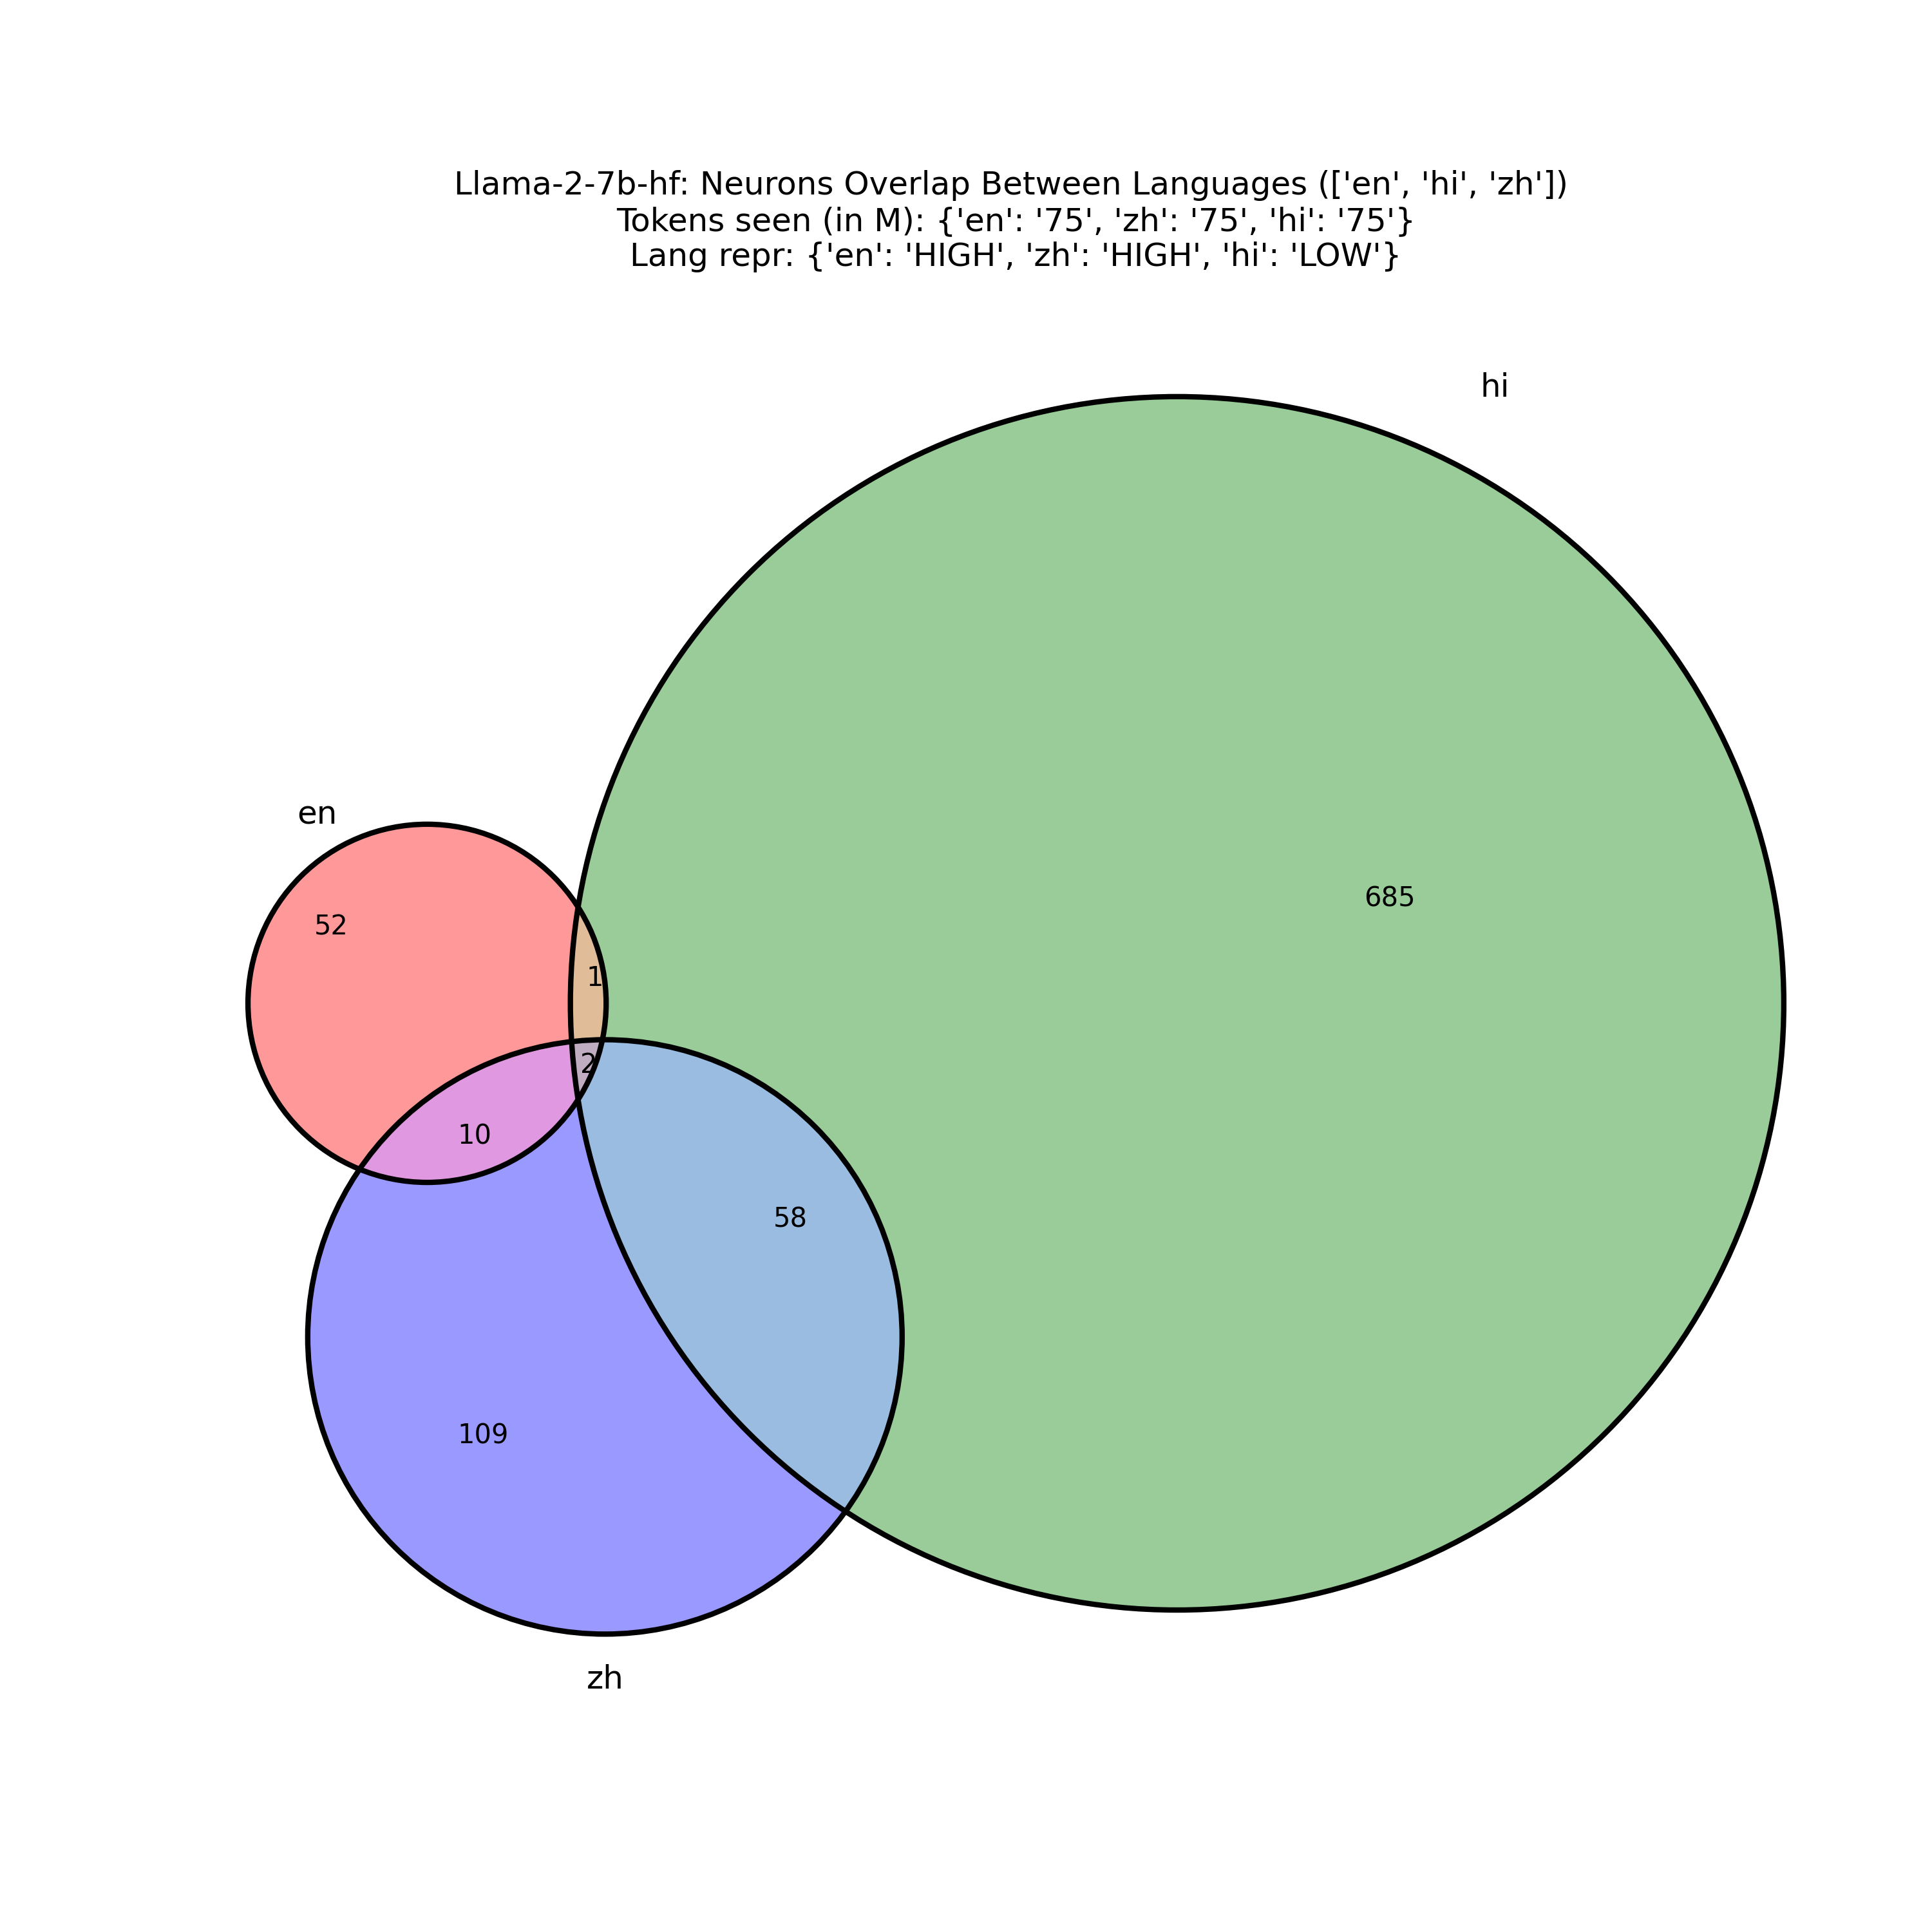 Llama-2-7b-hf: Neurons Overlap Between Languages (['en', 'hi', 'zh'])
Tokens seen (in M): {'en': '75', 'zh': '75', 'hi': '75'}
Lang repr: {'en': 'HIGH', 'zh': 'HIGH', 'hi': 'LOW'}
hi
en
685
52
1
2
10
58
109
zh